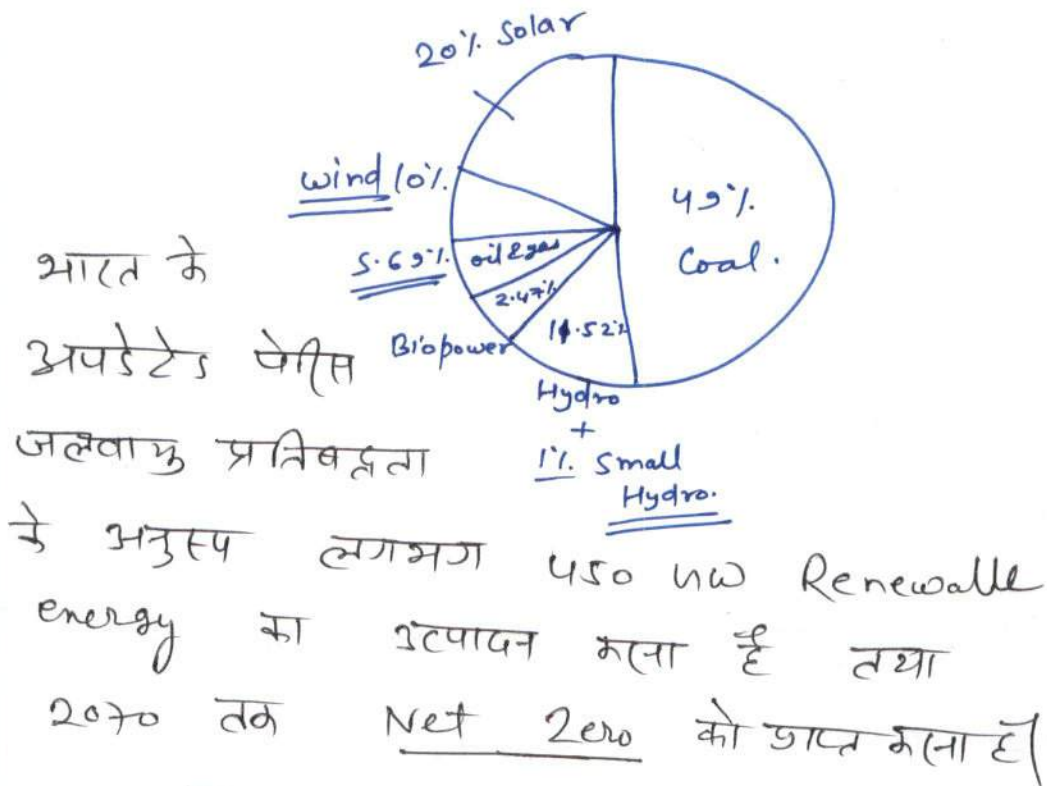 20% Solar
wind 10%
49%
Coal.
5.69% oil & gas
2.47%
Biopower
11.52%
Hydro
+
1% Small
Hydro.
भारत के
अपडेटेड पेरिस
जलवायु प्रतिबद्धता
के अनुरूप लगभग 450 GW Renewable
energy का उत्पादन करना है तथा
2070 तक Net Zero को प्राप्त करना है।